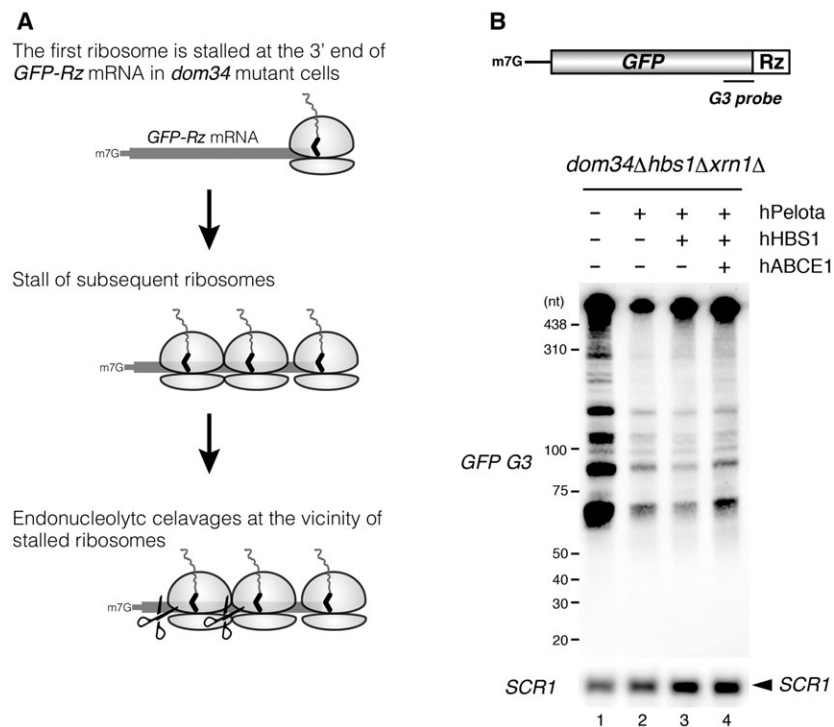 A
The first ribosome is stalled at the 3' end of
GFP-Rz mRNA in dom34 mutant cells
GFP-Rz mRNA
m7G
Stall of subsequent ribosomes
m7G
Endonucleolytc celavages at the vicinity of
stalled ribosomes
m7G
B
m7G GFP Rz
G3 probe
dom34Δhbs1Δxrn1Δ
− + + + hPelota
− − + + hHBS1
− − − + hABCE1
(nt)
438
310
100
GFP G3
75
50
40
30
20
SCR1 SCR1
1 2 3 4